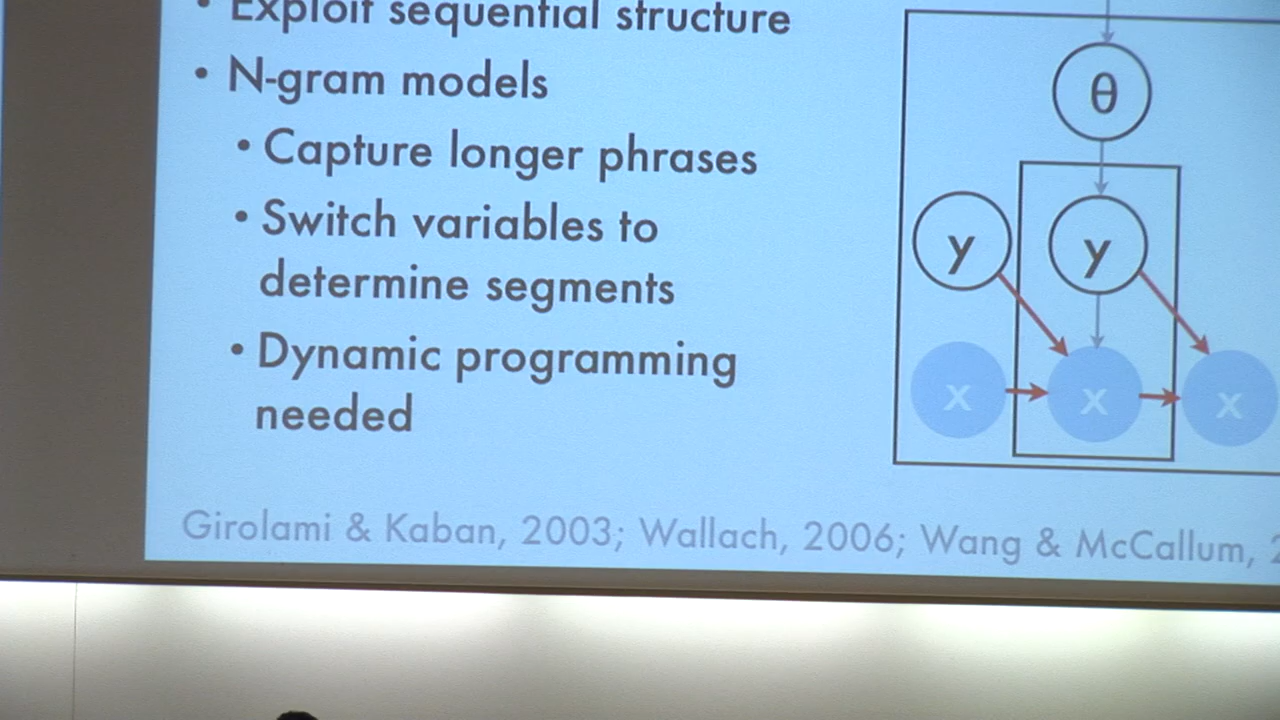 • Exploit sequential structure
• N-gram models
• Capture longer phrases
• Switch variables to
determine segments
• Dynamic programming
needed
Girolami & Kaban, 2003; Wallach, 2006; Wang & McCallum, 2
θ
y y
x x x